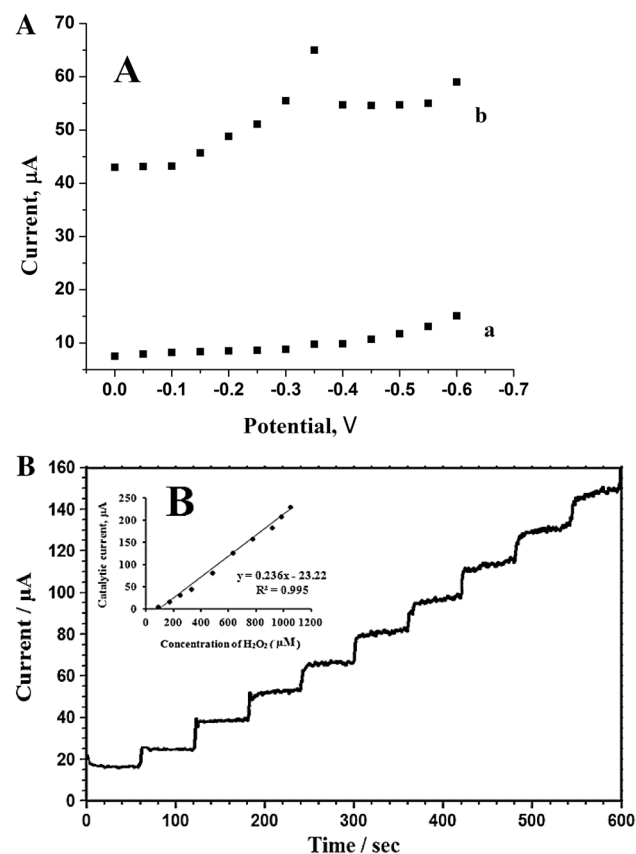 A
A
Current, µA
70
60
50
40
30
20
10
b
a
0.0 -0.1 -0.2 -0.3 -0.4 -0.5 -0.6 -0.7
Potential, V
B
Current / µA
160
140
120
100
80
60
40
20
0
B
Catalytic current, µA
250
200
150
100
50
0
y = 0.236x - 23.22
R² = 0.995
0 200 400 600 800 1000 1200
Concentration of H₂O₂ ( µM)
0 100 200 300 400 500 600
Time / sec